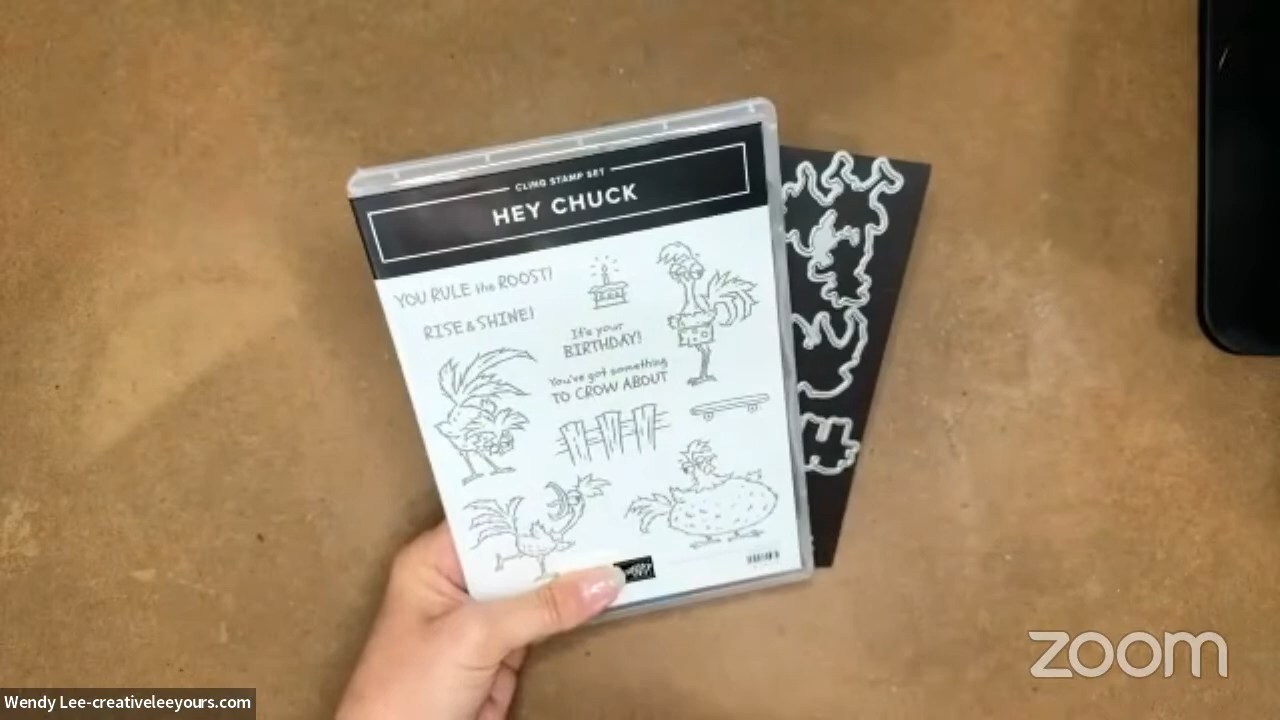 CLING STAMP SET
HEY CHUCK
YOU RULE the ROOST!
RISE & SHINE!
It's your
BIRTHDAY!
You've got something
TO CROW ABOUT
zoom
Wendy Lee-creativeleeyours.com